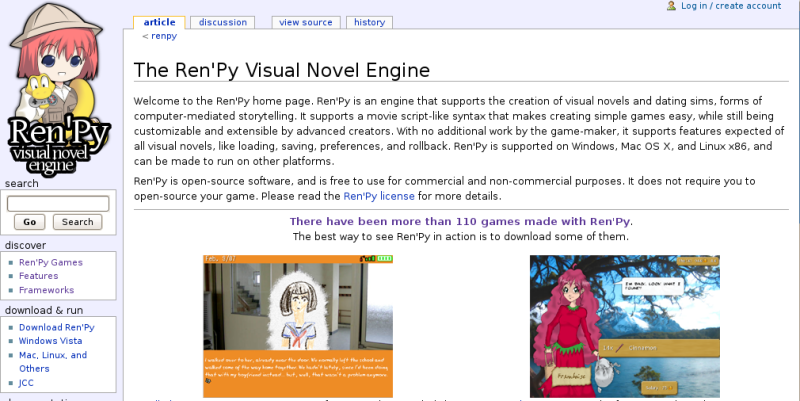 Log in / create account
article
discussion
view source
history
< renpy
The Ren'Py Visual Novel Engine
Welcome to the Ren'Py home page. Ren'Py is an engine that supports the creation of visual novels and dating sims, forms of
computer-mediated storytelling. It supports a movie script-like syntax that makes creating simple games easy, while still being
customizable and extensible by advanced creators. With no additional work by the game-maker, it supports features expected of
all visual novels, like loading, saving, preferences, and rollback. Ren'Py is supported on Windows, Mac OS X, and Linux x86, and
can be made to run on other platforms.
Ren'Py is open-source software, and is free to use for commercial and non-commercial purposes. It does not require you to
open-source your game. Please read the Ren'Py license for more details.
There have been more than 110 games made with Ren'Py.
The best way to see Ren'Py in action is to download some of them.
Ren'Py
visual novel
engine
search
Go
Search
discover
Ren'Py Games
Features
Frameworks
download & run
Download Ren'Py
Windows Vista
Mac, Linux, and
Others
JCC
I'm back. Look what I